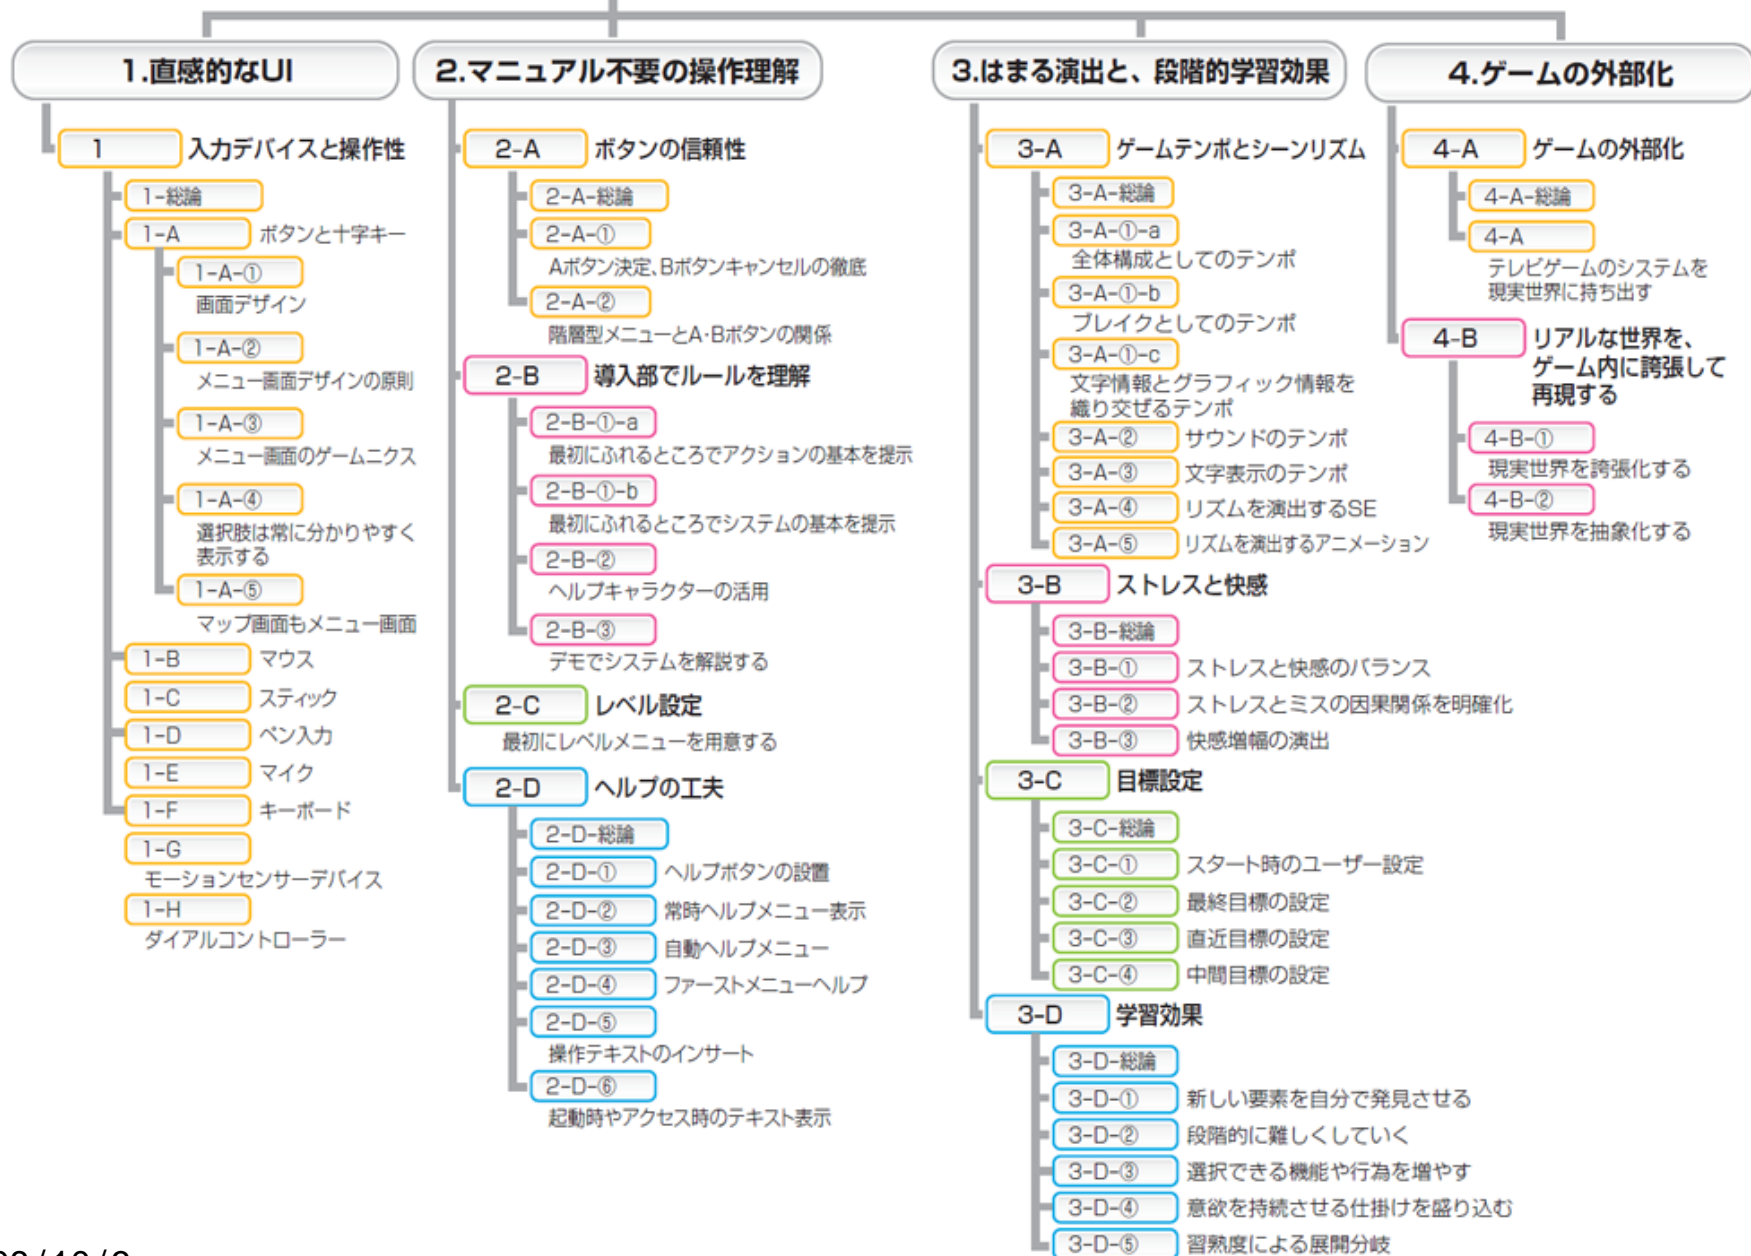 1.直感的なUI
1 入力デバイスと操作性
1-総論
1-A ボタンと十字キー
1-A-①
画面デザイン
1-A-②
メニュー画面デザインの原則
1-A-③
メニュー画面のゲームニクス
1-A-④
選択肢は常に分かりやすく
表示する
1-A-⑤
マップ画面もメニュー画面
1-B マウス
1-C スティック
1-D ペン入力
1-E マイク
1-F キーボード
1-G
モーションセンサーデバイス
1-H
ダイアルコントローラー
2.マニュアル不要の操作理解
2-A ボタンの信頼性
2-A-総論
2-A-①
Aボタン決定、Bボタンキャンセルの徹底
2-A-②
階層型メニューとA・Bボタンの関係
2-B 導入部でルールを理解
2-B-①-a
最初にふれるところでアクションの基本を提示
2-B-①-b
最初にふれるところでシステムの基本を提示
2-B-②
ヘルプキャラクターの活用
2-B-③
デモでシステムを解説する
2-C レベル設定
最初にレベルメニューを用意する
2-D ヘルプの工夫
2-D-総論
2-D-① ヘルプボタンの設置
2-D-② 常時ヘルプメニュー表示
2-D-③ 自動ヘルプメニュー
2-D-④ ファーストメニューヘルプ
2-D-⑤
操作テキストのインサート
2-D-⑥
起動時やアクセス時のテキスト表示
3.はまる演出と、段階的学習効果
3-A ゲームテンポとシーンリズム
3-A-総論
3-A-①-a
全体構成としてのテンポ
3-A-①-b
ブレイクとしてのテンポ
3-A-①-c
文字情報とグラフィック情報を
織り交ぜるテンポ
3-A-② サウンドのテンポ
3-A-③ 文字表示のテンポ
3-A-④ リズムを演出するSE
3-A-⑤ リズムを演出するアニメーション
3-B ストレスと快感
3-B-総論
3-B-① ストレスと快感のバランス
3-B-② ストレスとミスの因果関係を明確化
3-B-③ 快感増幅の演出
3-C 目標設定
3-C-総論
3-C-① スタート時のユーザー設定
3-C-② 最終目標の設定
3-C-③ 直近目標の設定
3-C-④ 中間目標の設定
3-D 学習効果
3-D-総論
3-D-① 新しい要素を自分で発見させる
3-D-② 段階的に難しくしていく
3-D-③ 選択できる機能や行為を増やす
3-D-④ 意欲を持続させる仕掛けを盛り込む
3-D-⑤ 習熟度による展開分岐
4.ゲームの外部化
4-A ゲームの外部化
4-A-総論
4-A
テレビゲームのシステムを
現実世界に持ち出す
4-B リアルな世界を、
ゲーム内に誇張して
再現する
4-B-①
現実世界を誇張化する
4-B-②
現実世界を抽象化する